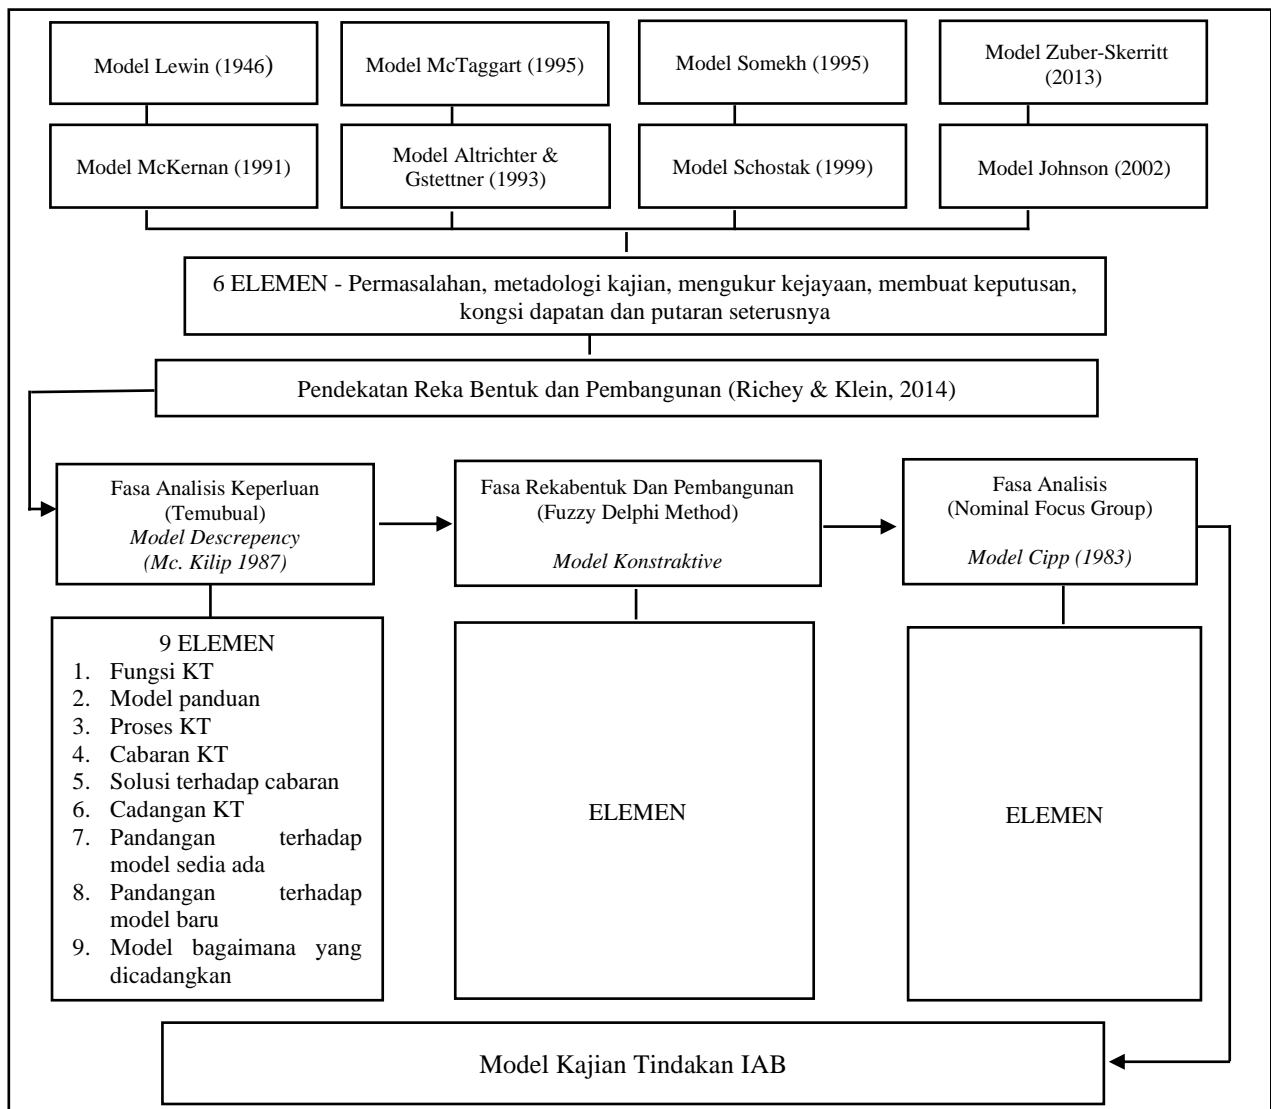 Model Lewin (1946)
Model McTaggart (1995)
Model Somekh (1995)
Model Zuber-Skerritt
(2013)
Model McKernan (1991)
Model Altrichter &
Gstettner (1993)
Model Schostak (1999)
Model Johnson (2002)
6 ELEMEN - Permasalahan, metadologi kajian, mengukur kejayaan, membuat keputusan,
kongsi dapatan dan putaran seterusnya
Pendekatan Reka Bentuk dan Pembangunan (Richey & Klein, 2014)
Fasa Analisis Keperluan
(Temubual)
Model Descrepency
(Mc. Kilip 1987)
Fasa Rekabentuk Dan Pembangunan
(Fuzzy Delphi Method)
Model Konstraktive
Fasa Analisis
(Nominal Focus Group)
Model Cipp (1983)
9 ELEMEN
1. Fungsi KT
2. Model panduan
3. Proses KT
4. Cabaran KT
5. Solusi terhadap cabaran
6. Cadangan KT
7. Pandangan terhadap
model sedia ada
8. Pandangan terhadap
model baru
9. Model bagaimana yang
dicadangkan
ELEMEN
ELEMEN
Model Kajian Tindakan IAB